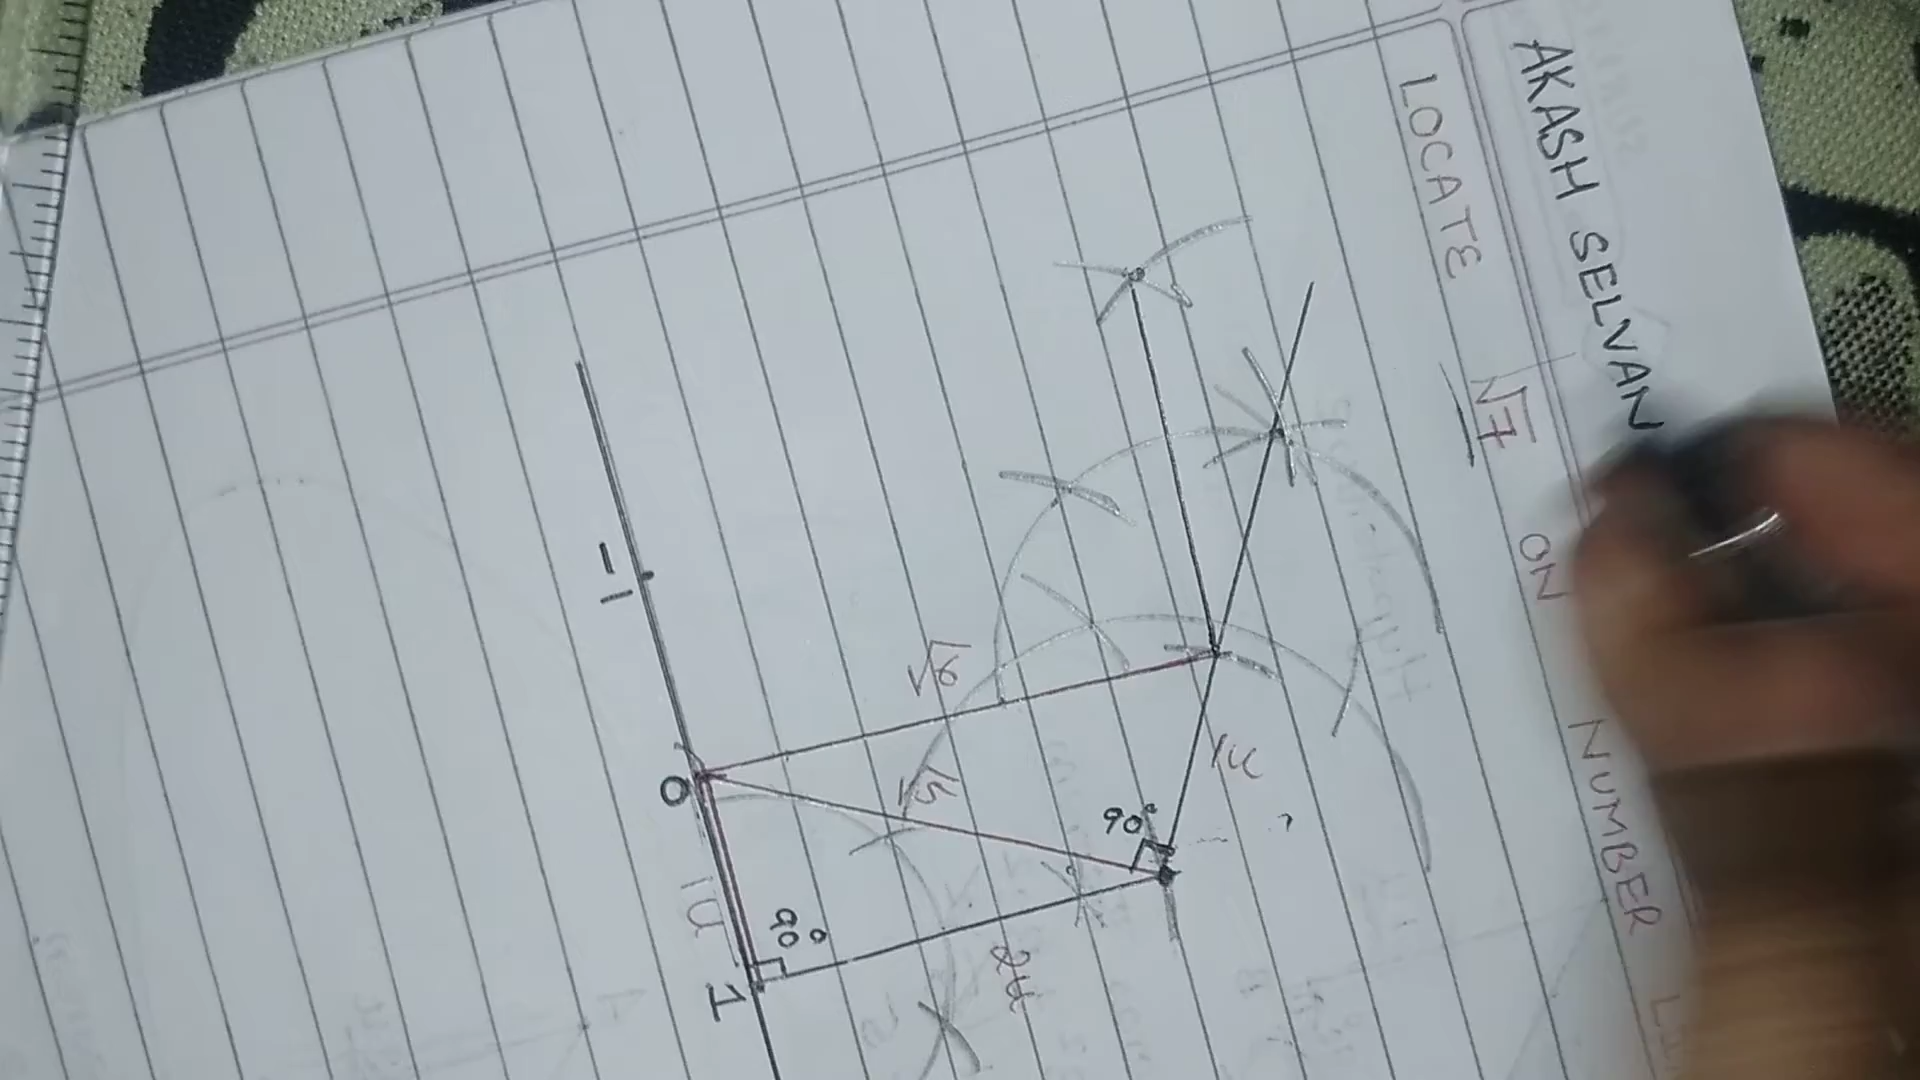 AKASH SELVAN
LOCATE √7 ON NUMBER
-1
0
1
1U
90°
2U
√5
90°
1U
√6